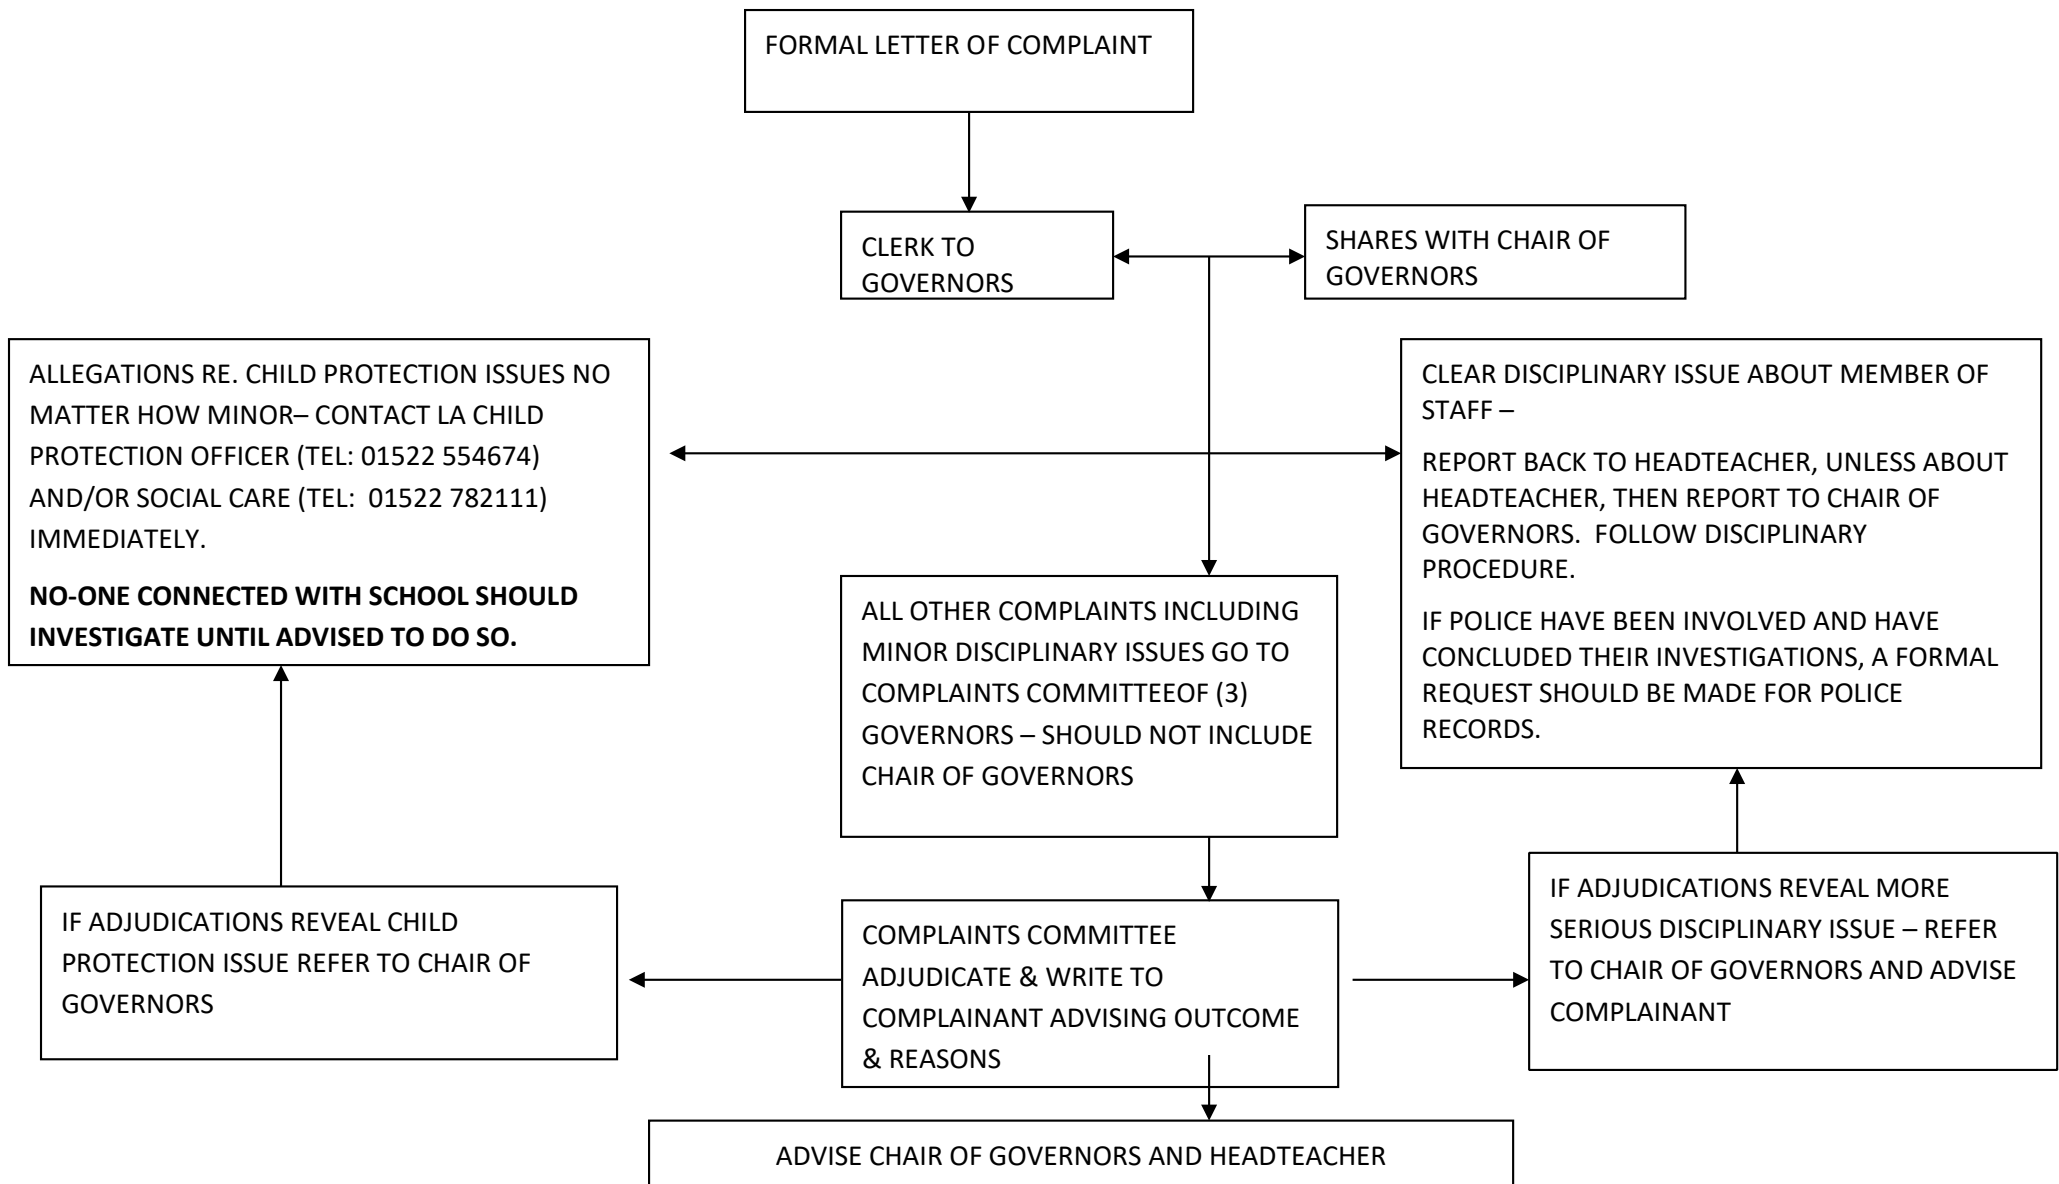 FORMAL LETTER OF COMPLAINT
CLERK TO
GOVERNORS
SHARES WITH CHAIR OF
GOVERNORS
ALLEGATIONS RE. CHILD PROTECTION ISSUES NO
MATTER HOW MINOR– CONTACT LA CHILD
PROTECTION OFFICER (TEL: 01522 554674)
AND/OR SOCIAL CARE (TEL:  01522 782111)
IMMEDIATELY.
NO-ONE CONNECTED WITH SCHOOL SHOULD
INVESTIGATE UNTIL ADVISED TO DO SO.
CLEAR DISCIPLINARY ISSUE ABOUT MEMBER OF
STAFF –
REPORT BACK TO HEADTEACHER, UNLESS ABOUT
HEADTEACHER, THEN REPORT TO CHAIR OF
GOVERNORS.  FOLLOW DISCIPLINARY
PROCEDURE.
IF POLICE HAVE BEEN INVOLVED AND HAVE
CONCLUDED THEIR INVESTIGATIONS, A FORMAL
REQUEST SHOULD BE MADE FOR POLICE
RECORDS.
ALL OTHER COMPLAINTS INCLUDING
MINOR DISCIPLINARY ISSUES GO TO
COMPLAINTS COMMITTEEOF (3)
GOVERNORS – SHOULD NOT INCLUDE
CHAIR OF GOVERNORS
IF ADJUDICATIONS REVEAL CHILD
PROTECTION ISSUE REFER TO CHAIR OF
GOVERNORS
COMPLAINTS COMMITTEE
ADJUDICATE & WRITE TO
COMPLAINANT ADVISING OUTCOME
& REASONS
IF ADJUDICATIONS REVEAL MORE
SERIOUS DISCIPLINARY ISSUE – REFER
TO CHAIR OF GOVERNORS AND ADVISE
COMPLAINANT
ADVISE CHAIR OF GOVERNORS AND HEADTEACHER